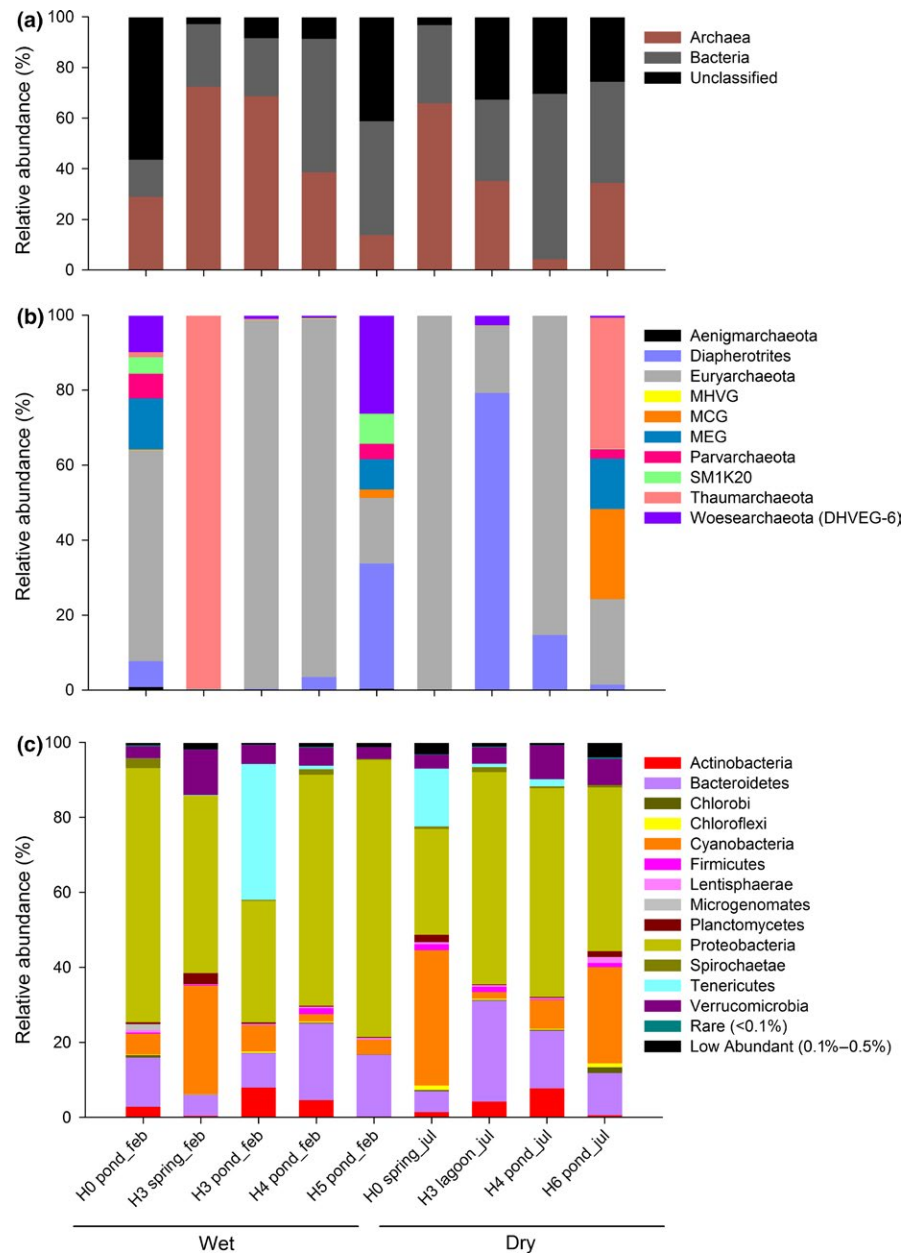 (a)
100
80
60
40
20
0
Relative abundance (%)
Archaea
Bacteria
Unclassified
(b)
100
80
60
40
20
0
Relative abundance (%)
Aenigmarchaeota
Diapherotrites
Euryarchaeota
MHVG
MCG
MEG
Parvarchaeota
SM1K20
Thaumarchaeota
Woesearchaeota (DHVEG-6)
(c)
100
80
60
40
20
0
Relative abundance (%)
Actinobacteria
Bacteroidetes
Chlorobi
Chloroflexi
Cyanobacteria
Firmicutes
Lentisphaerae
Microgenomates
Planctomycetes
Proteobacteria
Spirochaetae
Tenericutes
Verrucomicrobia
Rare (<0.1%)
Low Abundant (0.1%–0.5%)
H0 pond_feb
H3 spring_feb
H3 pond_feb
H4 pond_feb
H5 pond_feb
H0 spring_jul
H3 lagoon_jul
H4 pond_jul
H6 pond_jul
Wet
Dry